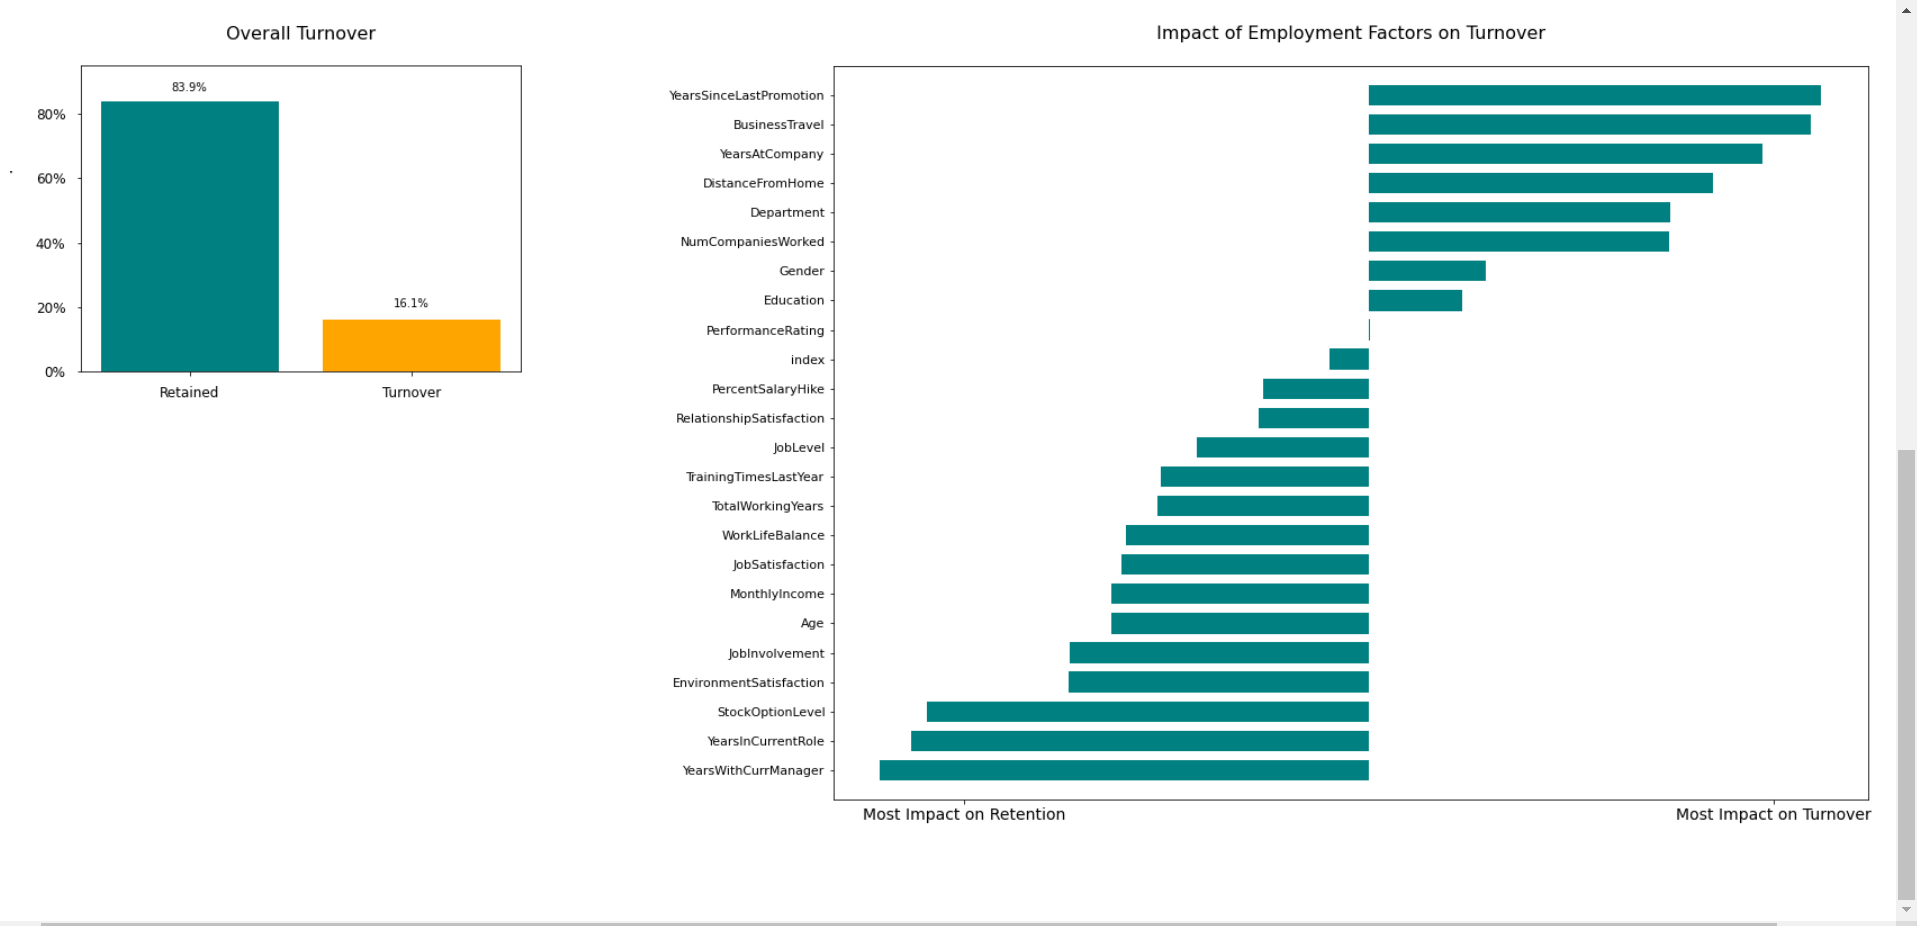 Overall Turnover
83.9%
80%
60%
40%
20%
0%
16.1%
Retained
Turnover
Impact of Employment Factors on Turnover
YearsSinceLastPromotion
BusinessTravel
YearsAtCompany
DistanceFromHome
Department
NumCompaniesWorked
Gender
Education
PerformanceRating
index
PercentSalaryHike
RelationshipSatisfaction
JobLevel
TrainingTimesLastYear
TotalWorkingYears
WorkLifeBalance
JobSatisfaction
MonthlyIncome
Age
JobInvolvement
EnvironmentSatisfaction
StockOptionLevel
YearsInCurrentRole
YearsWithCurrManager
Most Impact on Retention
Most Impact on Turnover